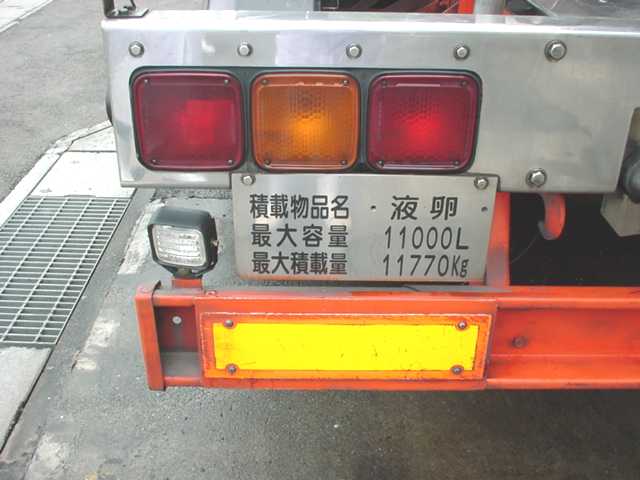 積載物品名 ・ 液卵
最大容量 11000L
最大積載量 11770Kg